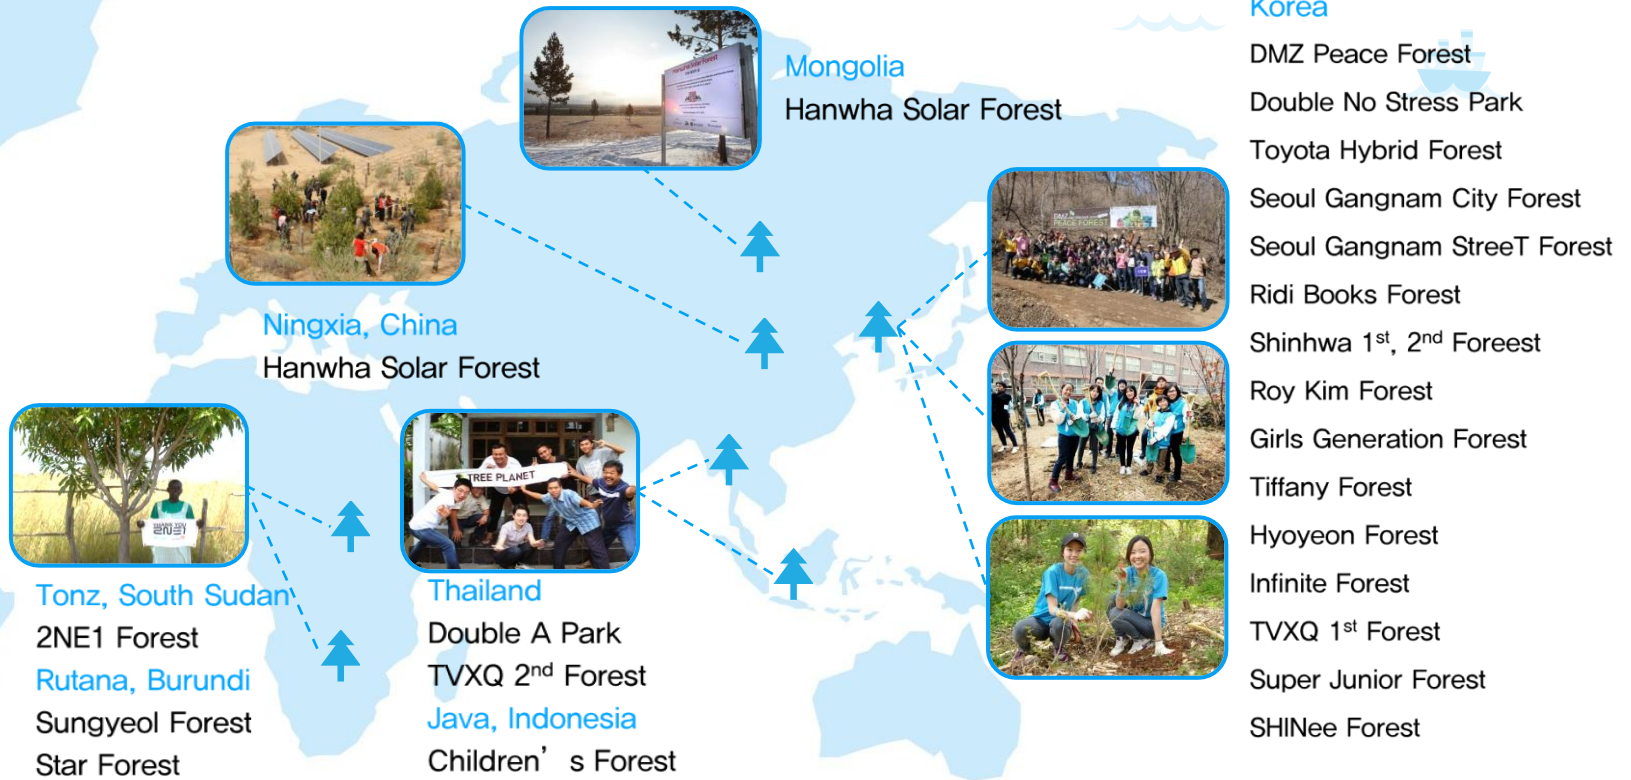 Mongolia
Hanwha Solar Forest
Ningxia, China
Hanwha Solar Forest
THANK YOU
2NE1
Tonz, South Sudan
2NE1 Forest
Rutana, Burundi
Sungyeol Forest
Star Forest
TREE PLANET
Thailand
Double A Park
TVXQ 2nd Forest
Java, Indonesia
Children’ s Forest
DMZ
PEACE FOREST
Korea
DMZ Peace Forest
Double No Stress Park
Toyota Hybrid Forest
Seoul Gangnam City Forest
Seoul Gangnam StreeT Forest
Ridi Books Forest
Shinhwa 1st, 2nd Foreest
Roy Kim Forest
Girls Generation Forest
Tiffany Forest
Hyoyeon Forest
Infinite Forest
TVXQ 1st Forest
Super Junior Forest
SHINee Forest